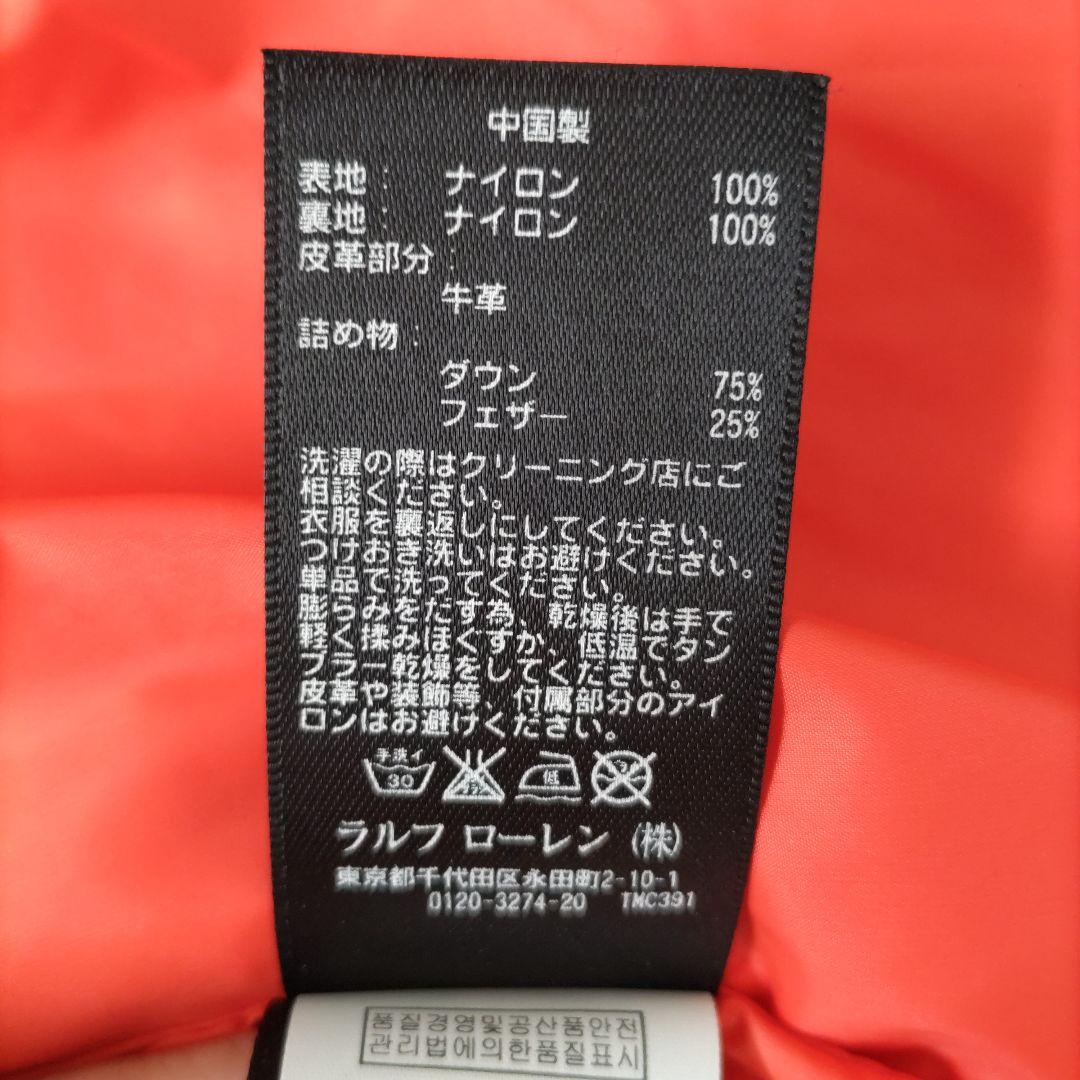 中国製
表地: ナイロン 100%
裏地: ナイロン 100%
皮革部分:
牛革
詰め物:
ダウン 75%
フェザー 25%
洗濯の際はクリーニング店にご
相談ください。
衣服を裏返しにしてください。
つけおき洗いはお避けください。
単品で洗ってください。
膨らみをだす為、乾燥後は手で
軽く揉みほぐすか、低温でタン
ブラー乾燥をしてください。
皮革や装飾等、付属部分のアイ
ロンはお避けください。
手洗イ
30 低
ラルフ ローレン (株)
東京都千代田区永田町2-10-1
0120-3274-20 TMC391
품질경영및공산품안전
관리법에의한품질표시